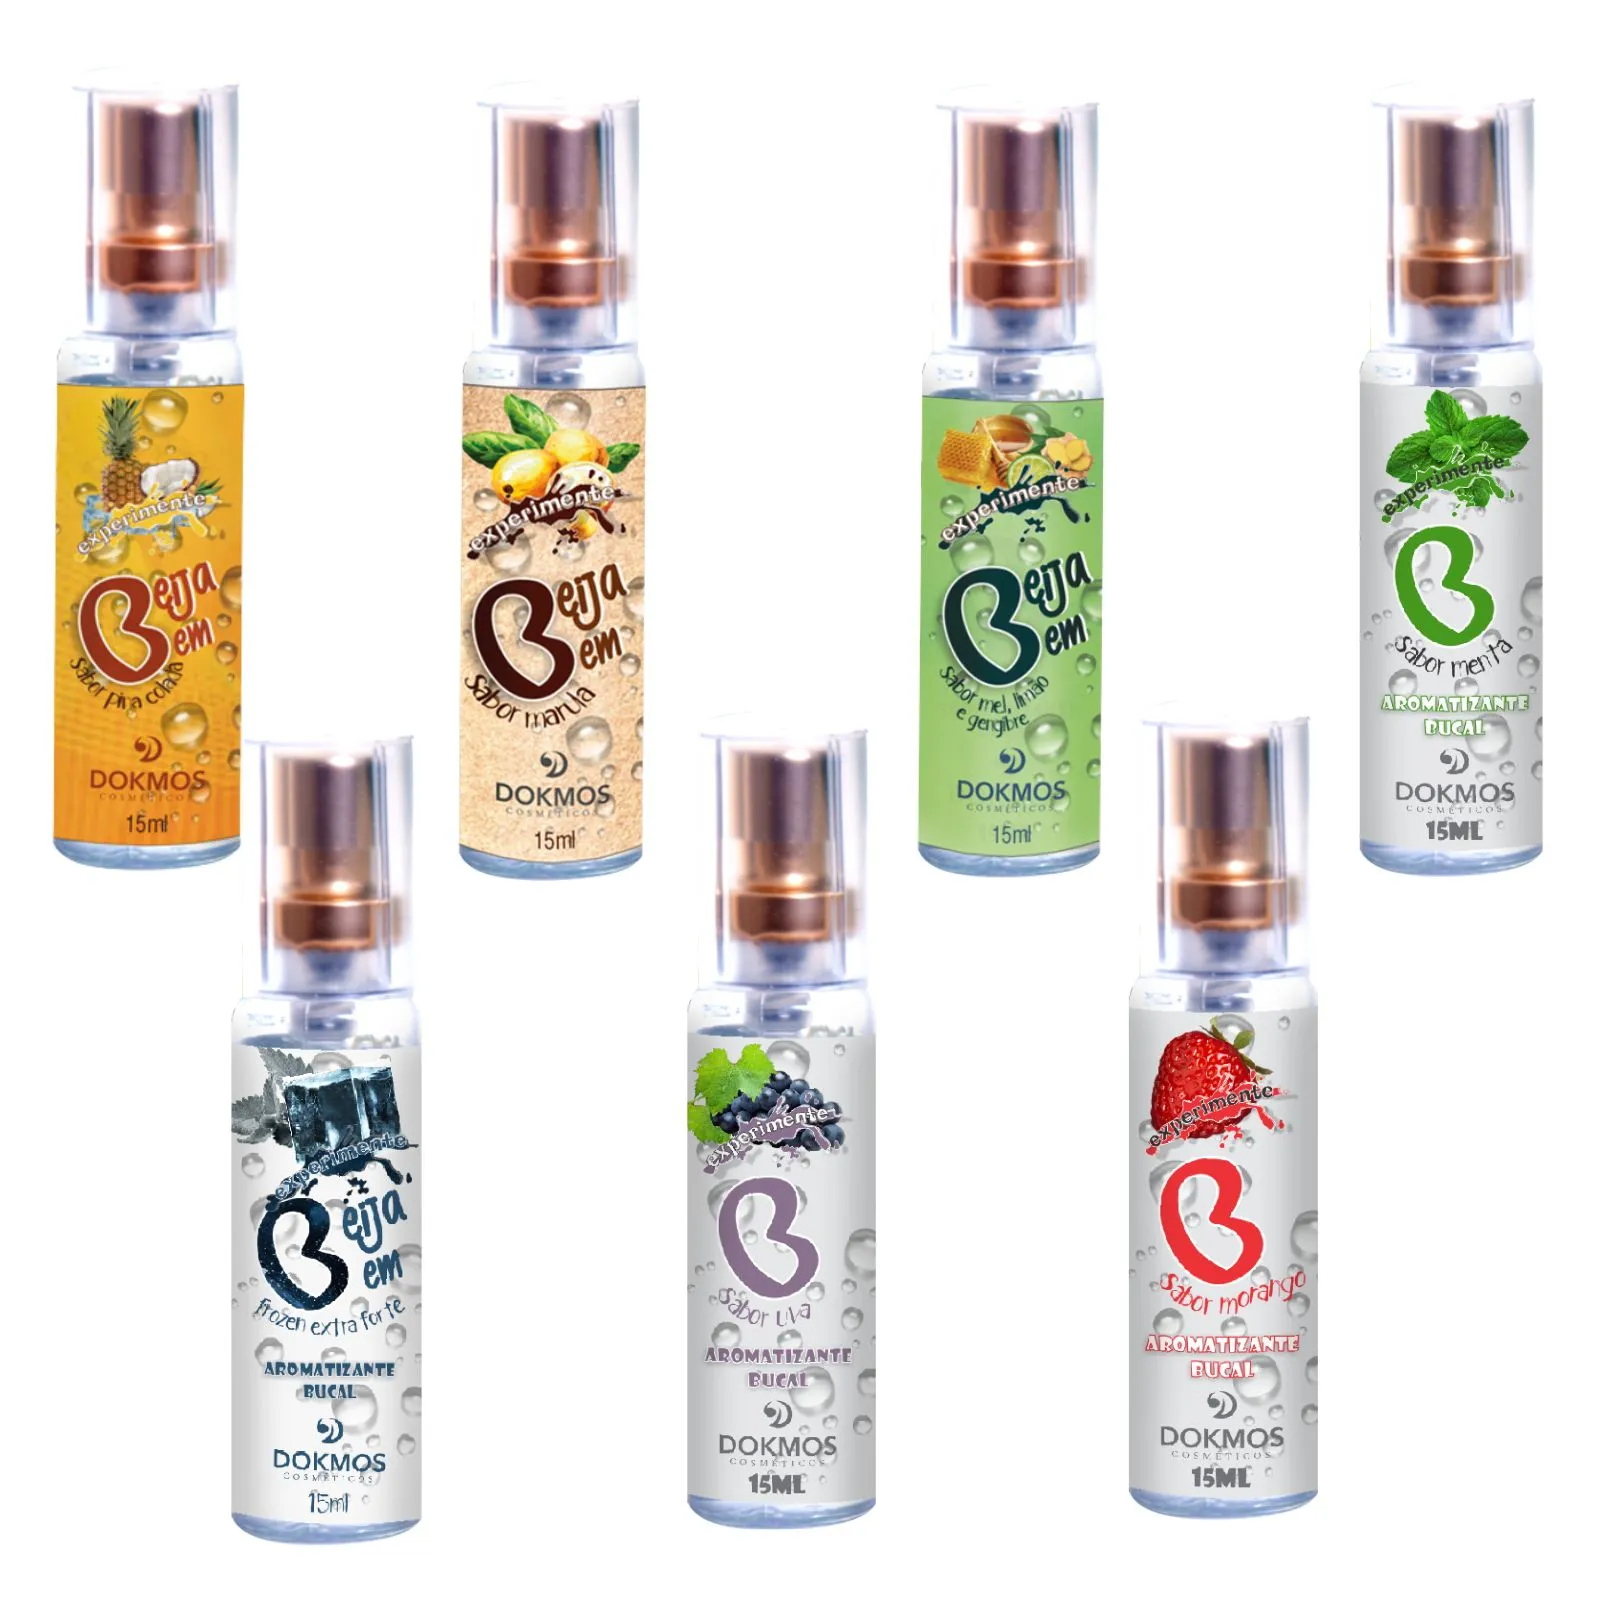 experimente
Beija
Bem
sabor pina colada
DOKMOS
COSMÉTICOS
15ml
experimente
Beija
Bem
sabor marula
DOKMOS
COSMÉTICOS
15ml
experimente
Beija
Bem
sabor mel, limão
e gengibre
DOKMOS
COSMÉTICOS
15ml
experimente
B
sabor menta
AROMATIZANTE
BUCAL
DOKMOS
COSMÉTICOS
15ML
experimente
Beija
Bem
frozen extra forte
AROMATIZANTE
BUCAL
DOKMOS
COSMÉTICOS
15ml
experimente
B
sabor uva
AROMATIZANTE
BUCAL
DOKMOS
COSMÉTICOS
15ML
experimente
B
sabor morango
AROMATIZANTE
BUCAL
DOKMOS
COSMÉTICOS
15ML